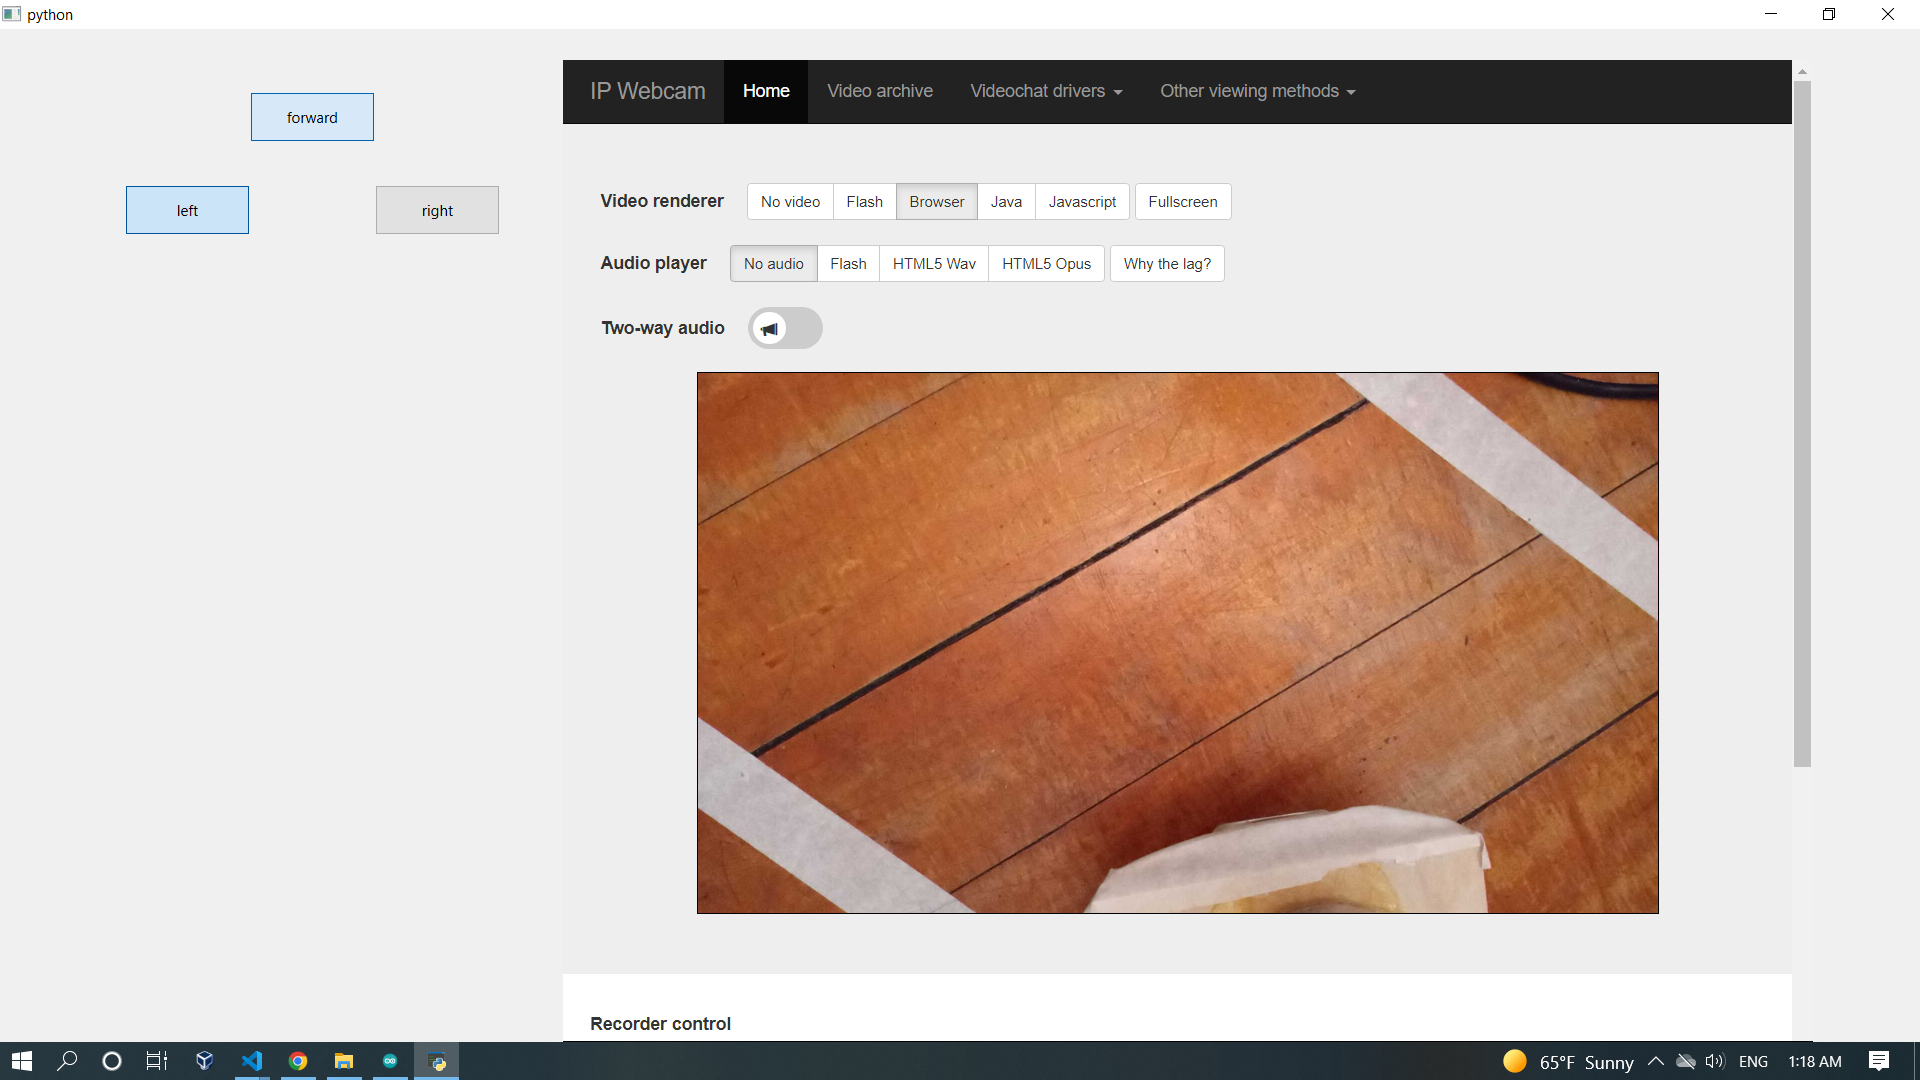 python
forward
left
right
IP Webcam Home Video archive Videochat drivers Other viewing methods
Video renderer No video Flash Browser Java Javascript Fullscreen
Audio player No audio Flash HTML5 Wav HTML5 Opus Why the lag?
Two-way audio
Recorder control
65°F Sunny ENG 1:18 AM